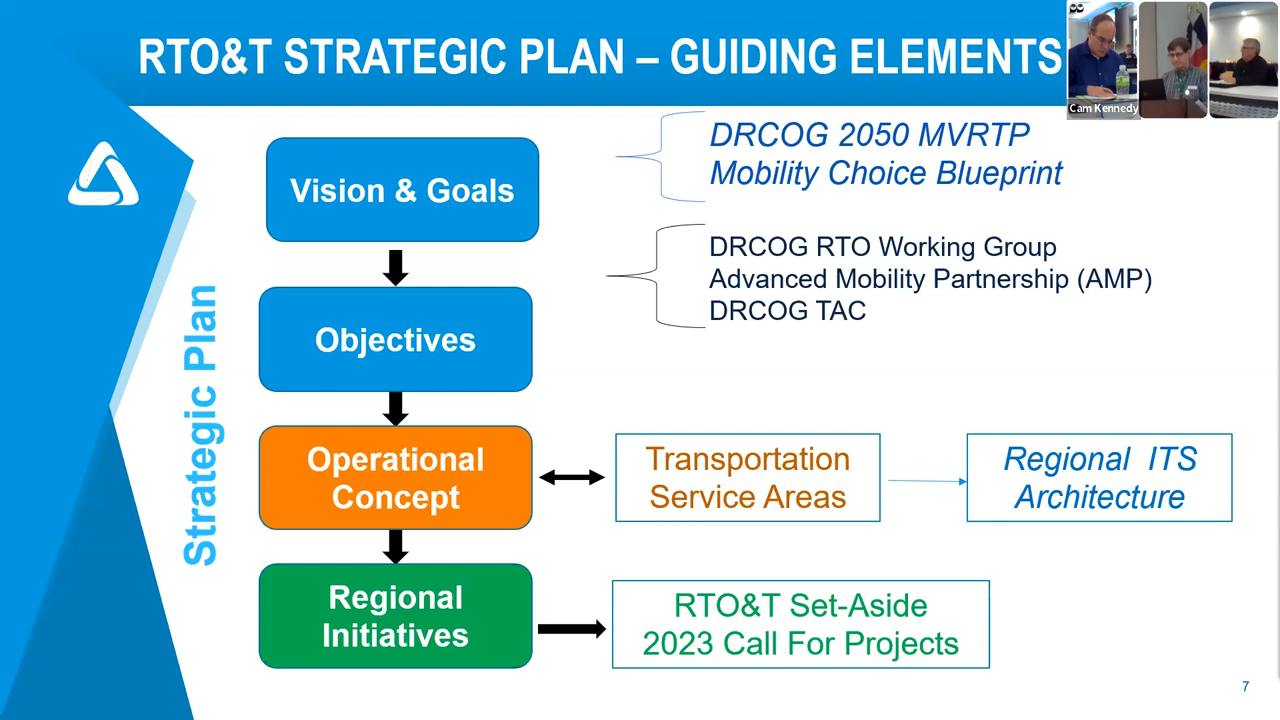 RTO&T STRATEGIC PLAN – GUIDING ELEMENTS
Cam Kennedy
Strategic Plan
Vision & Goals
DRCOG 2050 MVRTP
Mobility Choice Blueprint
Objectives
DRCOG RTO Working Group
Advanced Mobility Partnership (AMP)
DRCOG TAC
Operational
Concept
Transportation
Service Areas
Regional ITS
Architecture
Regional
Initiatives
RTO&T Set-Aside
2023 Call For Projects
7